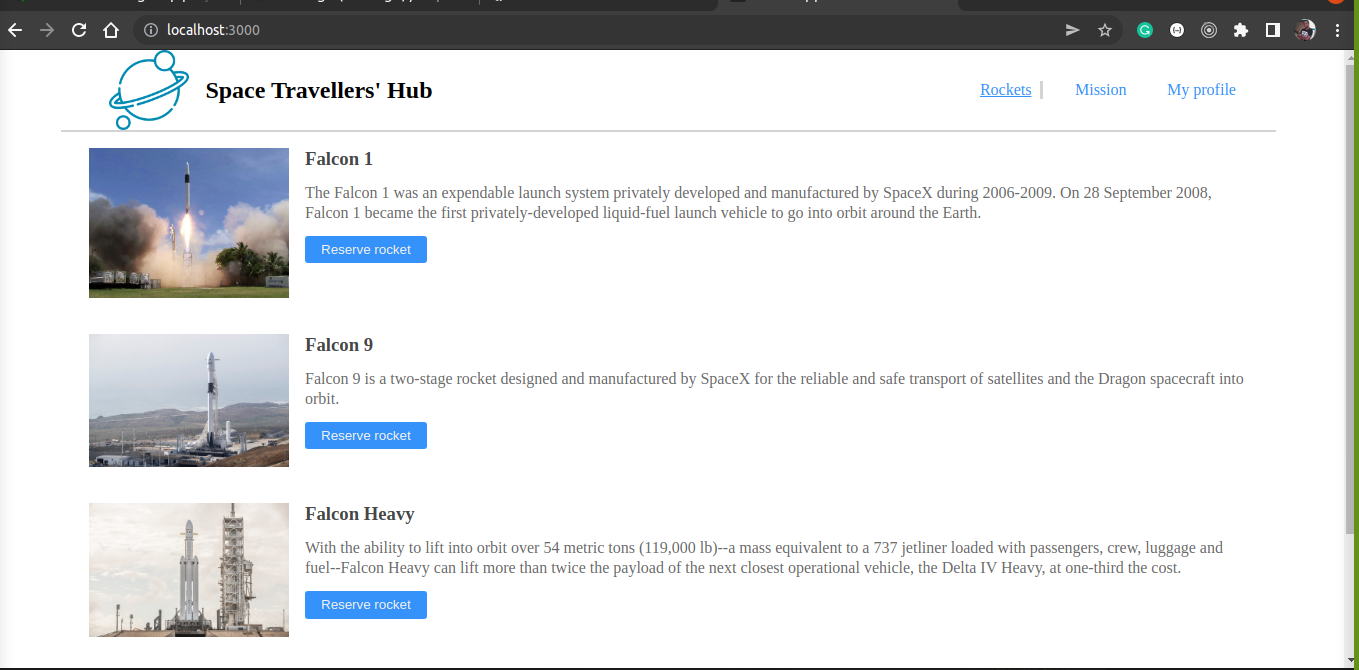 localhost:3000
Space Travellers' Hub
Rockets
Mission
My profile
Falcon 1
The Falcon 1 was an expendable launch system privately developed and manufactured by SpaceX during 2006-2009. On 28 September 2008,
Falcon 1 became the first privately-developed liquid-fuel launch vehicle to go into orbit around the Earth.
Reserve rocket
Falcon 9
Falcon 9 is a two-stage rocket designed and manufactured by SpaceX for the reliable and safe transport of satellites and the Dragon spacecraft into
orbit.
Reserve rocket
Falcon Heavy
With the ability to lift into orbit over 54 metric tons (119,000 lb)--a mass equivalent to a 737 jetliner loaded with passengers, crew, luggage and
fuel--Falcon Heavy can lift more than twice the payload of the next closest operational vehicle, the Delta IV Heavy, at one-third the cost.
Reserve rocket